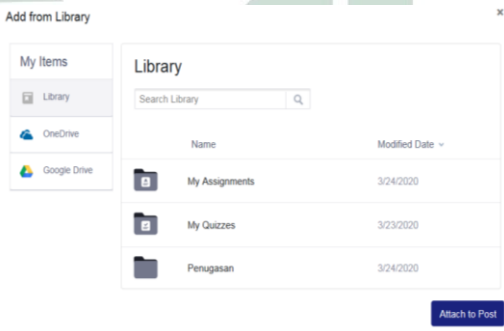 Add from Library
×
My Items
Library
OneDrive
Google Drive
Library
Search Library
Name Modified Date
My Assignments 3/24/2020
My Quizzes 3/23/2020
Penugasan 3/24/2020
Attach to Post